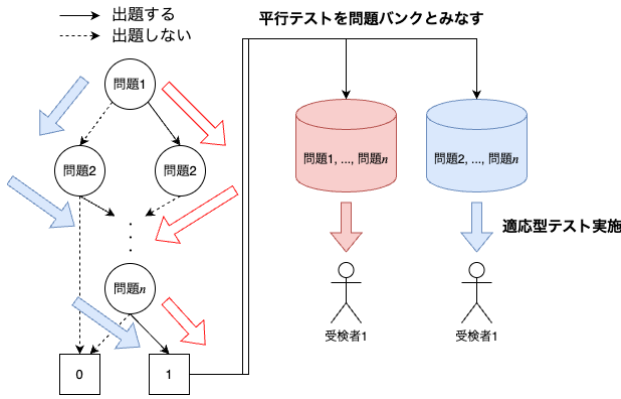 出題する
出題しない
平行テストを問題バンクとみなす
問題1
問題2
問題2
問題1, ..., 問題n
問題2, ..., 問題n
適応型テスト実施
問題n
受検者1
受検者1
0
1